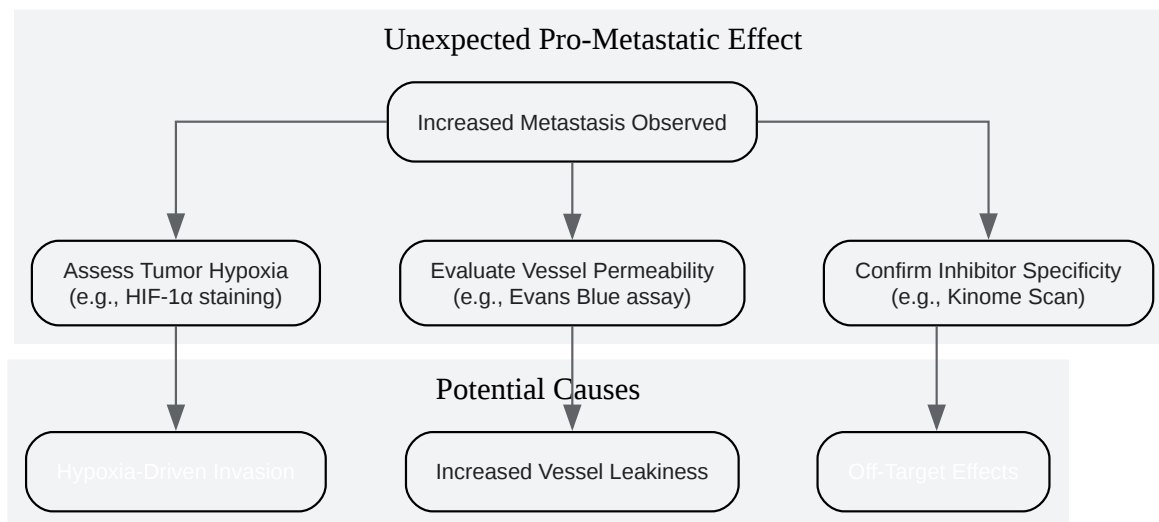 Unexpected Pro-Metastatic Effect
Increased Metastasis Observed
Assess Tumor Hypoxia
(e.g., HIF-1α staining)
Evaluate Vessel Permeability
(e.g., Evans Blue assay)
Confirm Inhibitor Specificity
(e.g., Kinome Scan)
Potential Causes
Hypoxia-Driven Invasion
Increased Vessel Leakiness
Off-Target Effects